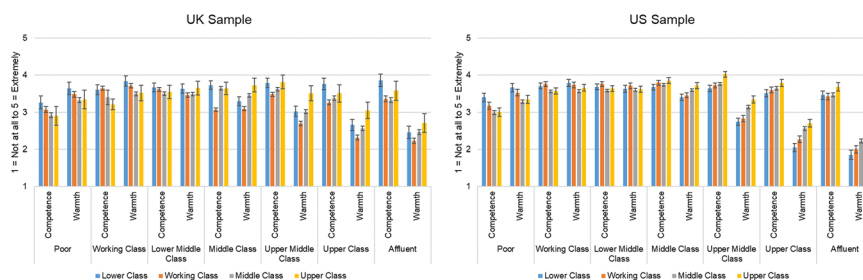 UK Sample
5
4
3
2
1
1 = Not at all to 5 = Extremely
Competence
Warmth
Competence
Warmth
Competence
Warmth
Competence
Warmth
Competence
Warmth
Competence
Warmth
Competence
Warmth
Poor
Working Class
Lower Middle
Class
Middle Class
Upper Middle
Class
Upper Class
Affluent
Lower Class
Working Class
Middle Class
Upper Class
US Sample
5
4
3
2
1
1 = Not at all to 5 = Extremely
Competence
Warmth
Competence
Warmth
Competence
Warmth
Competence
Warmth
Competence
Warmth
Competence
Warmth
Competence
Warmth
Poor
Working Class
Lower Middle
Class
Middle Class
Upper Middle
Class
Upper Class
Affluent
Lower Class
Working Class
Middle Class
Upper Class